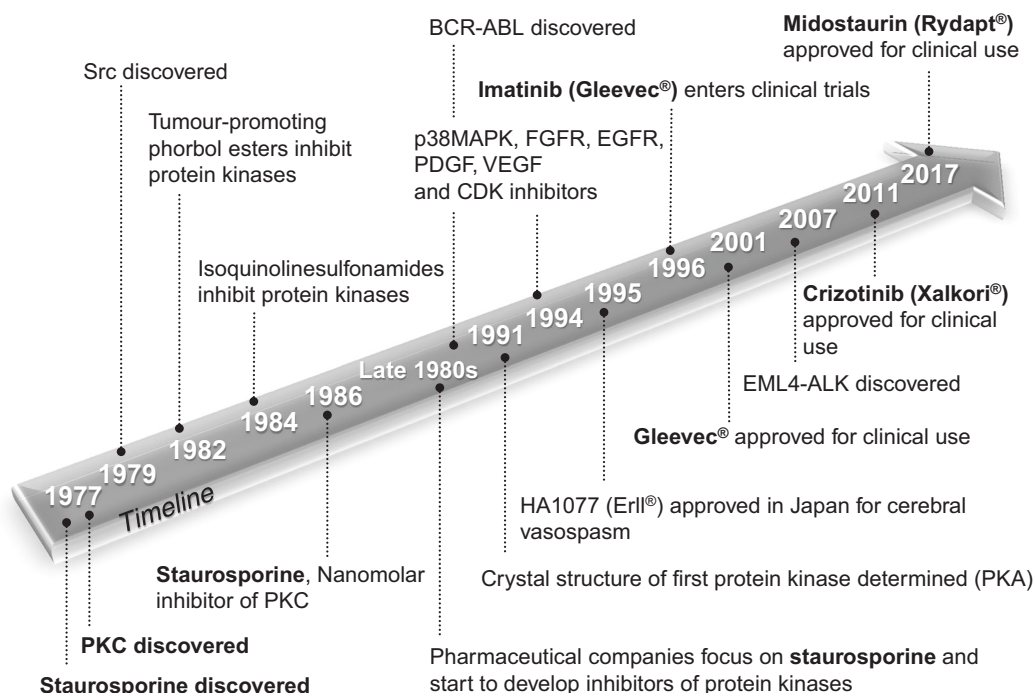 BCR-ABL discovered
Midostaurin (Rydapt®)
approved for clinical use
Src discovered
Imatinib (Gleevec®) enters clinical trials
Tumour-promoting
phorbol esters inhibit
protein kinases
p38MAPK, FGFR, EGFR,
PDGF, VEGF
and CDK inhibitors
Isoquinolinesulfonamides
inhibit protein kinases
1977
1979
1982
1984
1986
Late 1980s
1991
1994
1995
1996
2001
2007
2011
2017
Timeline
Crizotinib (Xalkori®)
approved for clinical
use
EML4-ALK discovered
Gleevec® approved for clinical use
HA1077 (Erll®) approved in Japan for cerebral
vasospasm
Staurosporine, Nanomolar
inhibitor of PKC
Crystal structure of first protein kinase determined (PKA)
PKC discovered
Pharmaceutical companies focus on staurosporine and
start to develop inhibitors of protein kinases
Staurosporine discovered